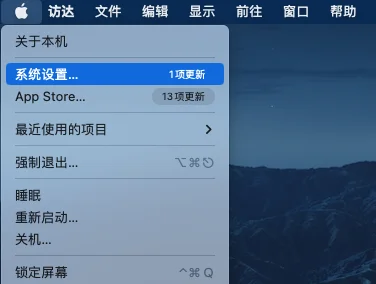 访达 文件 编辑 显示 前往 窗口 帮助
关于本机
系统设置... 1项更新
App Store... 13项更新
最近使用的项目
强制退出... ⌥⌘⎋
睡眠
重新启动...
关机...
锁定屏幕 ^⌘Q